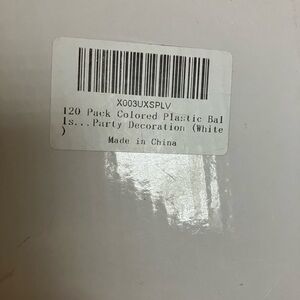 X003UXSPLV
120 Pack Colored Plastic Bal
ls...Party Decoration (White
)
Made in China